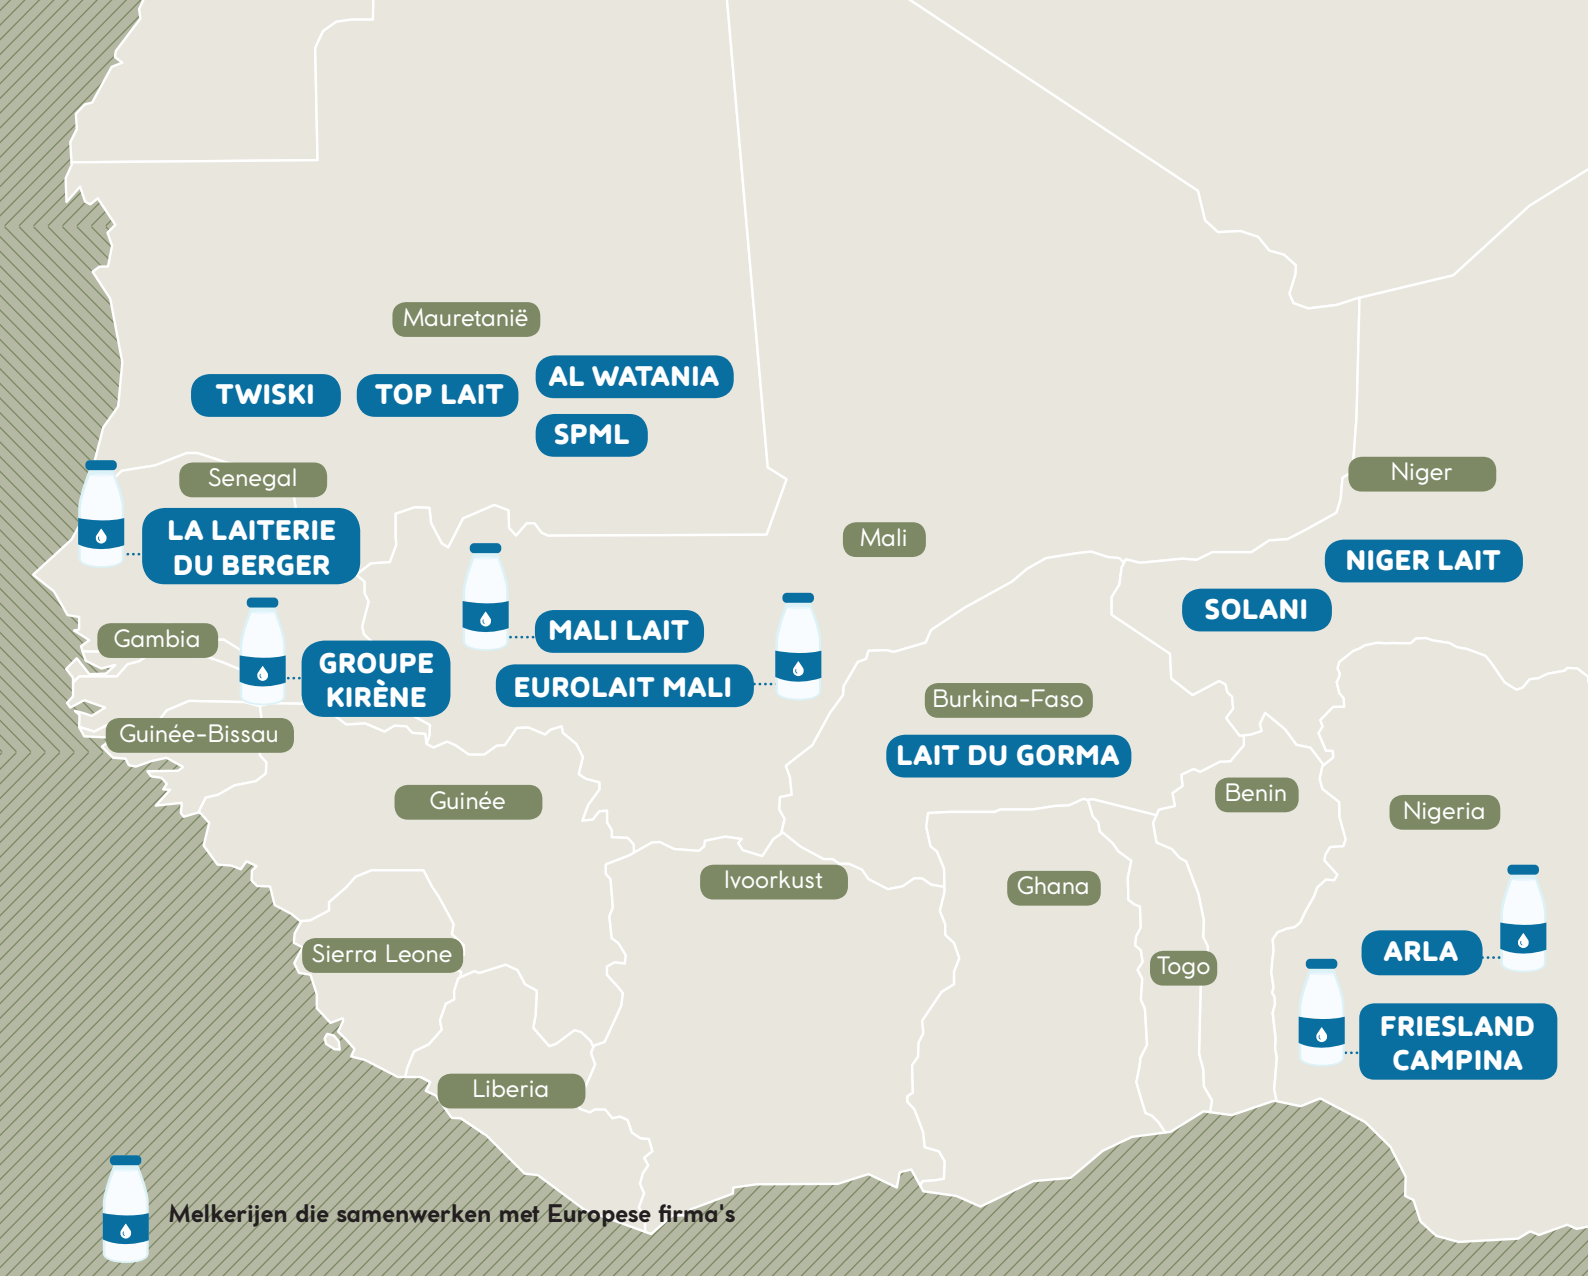 Mauretanië
AL WATANIA
TWISKI
TOP LAIT
SPML
Senegal
Niger
LA LAITERIE
DU BERGER
Mali
NIGER LAIT
SOLANI
Gambia
MALI LAIT
GROUPE
KIRÈNE
EUROLAIT MALI
Burkina-Faso
Guinée-Bissau
LAIT DU GORMA
Guinée
Benin
Nigeria
Ivoorkust
Ghana
Sierra Leone
ARLA
Togo
FRIESLAND
CAMPINA
Liberia
Melkerijen die samenwerken met Europese firma's